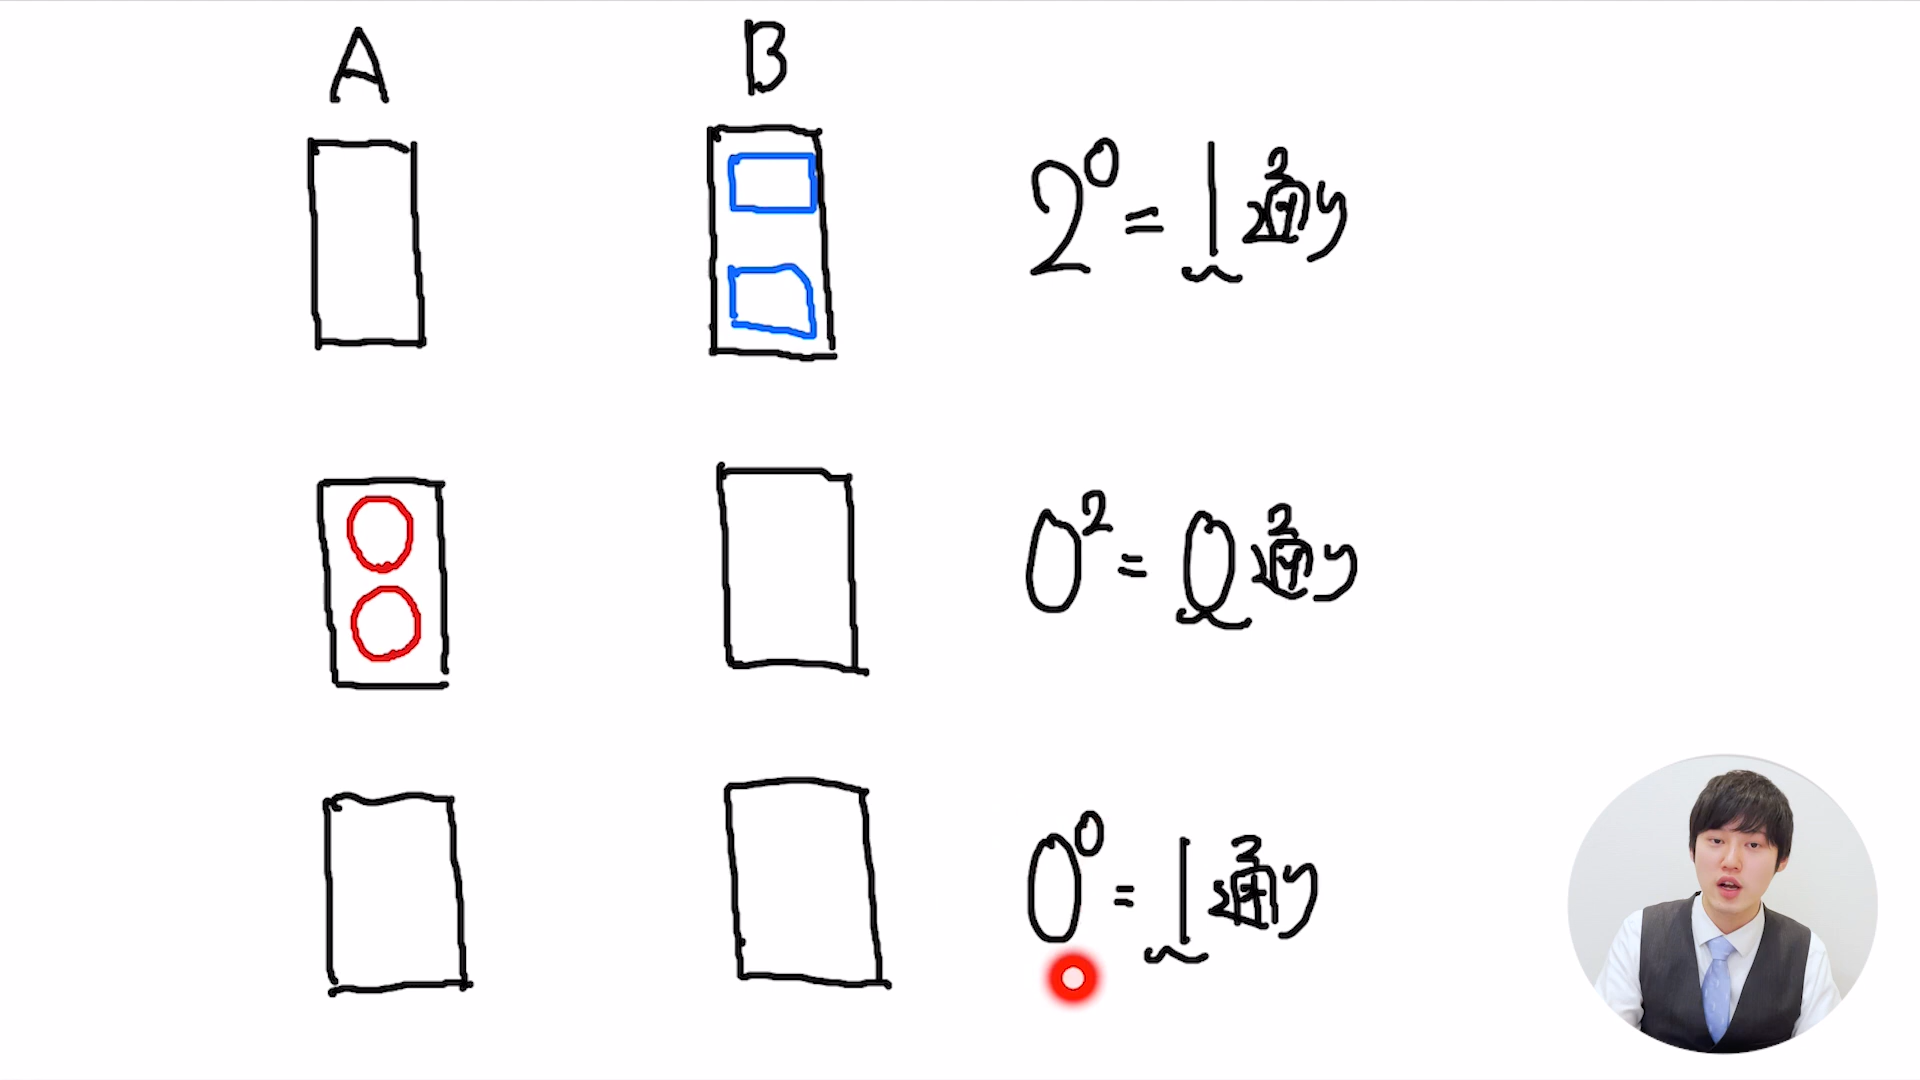 A B
2⁰ = 1通り
0² = 0通り
0⁰ = 1通り